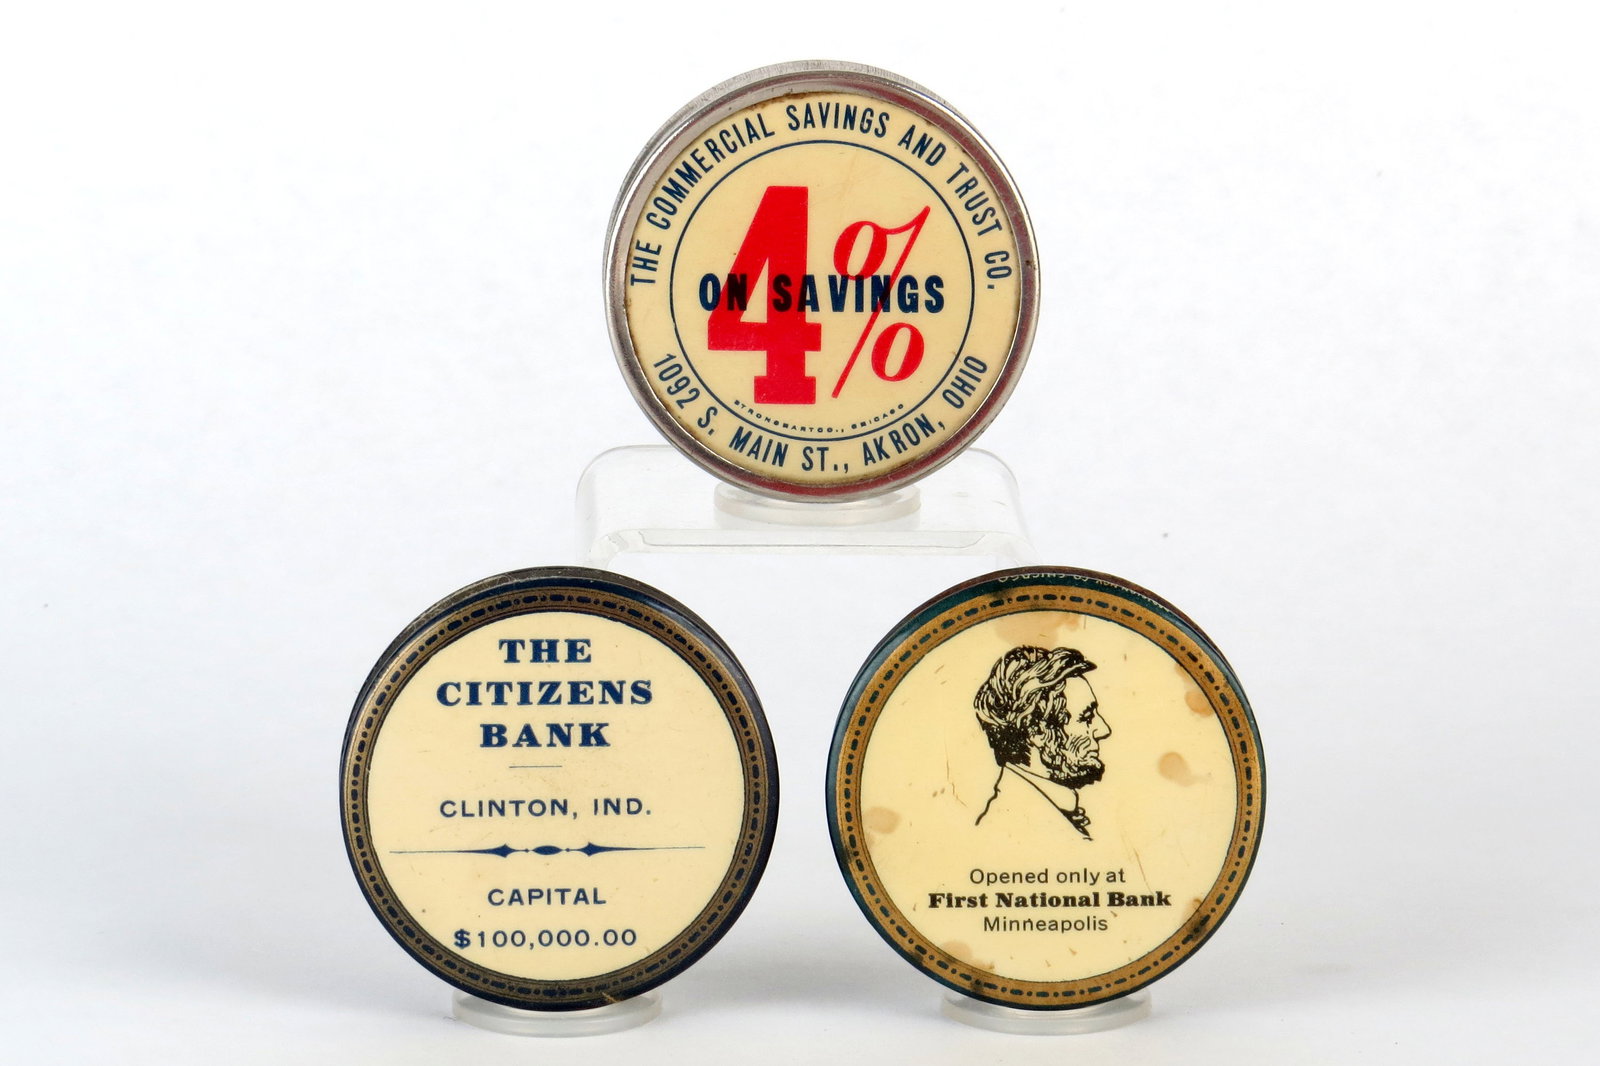 THE COMMERCIAL SAVINGS AND TRUST CO.
4%
ON SAVINGS
CHICAGO
1092 S. MAIN ST., AKRON, OHIO
THE
CITIZENS
BANK
CLINTON, IND.
CAPITAL
$100,000.00
Opened only at
First National Bank
Minneapolis